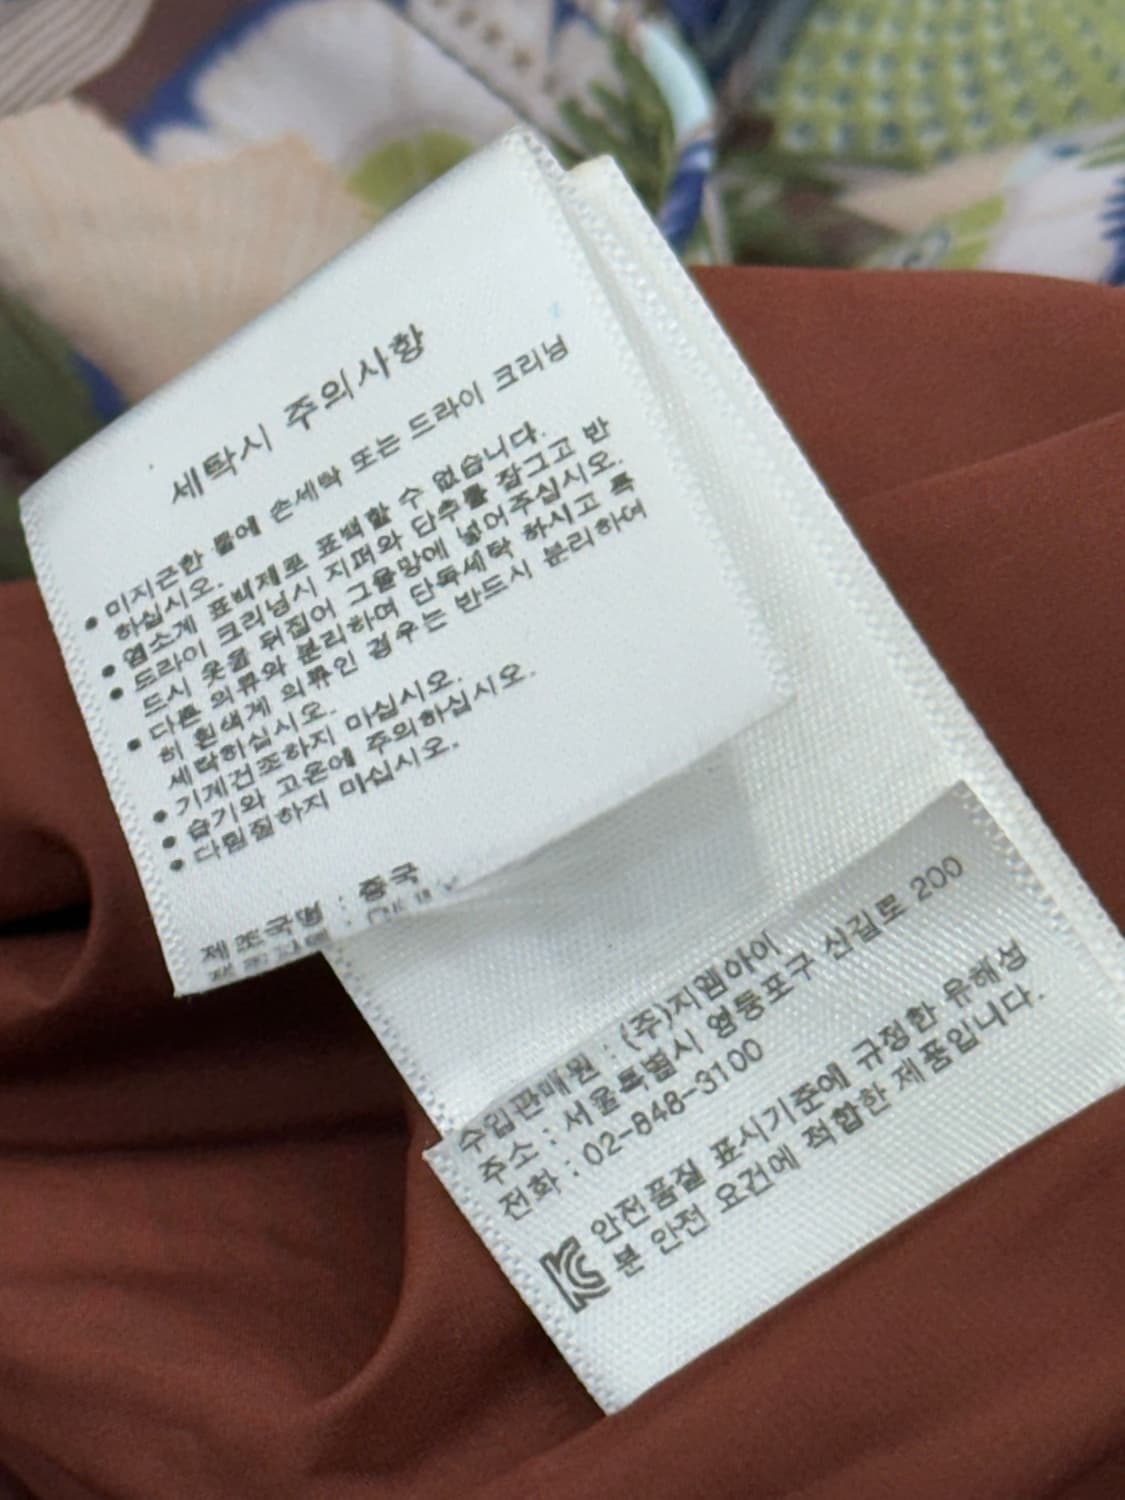 세탁시 주의사항
• 미지근한 물에 손세탁 또는 드라이 크리닝
하십시오.
• 염소계 표백제로 표백할 수 없습니다.
• 드라이 크리닝시 지퍼와 단추를 잠그고 반
드시 옷을 뒤집어 그물망에 넣어주십시오.
• 다른 의류와 분리하며 단독세탁 하시고 특
히 흰색계 의류인 경우는 반드시 분리하여
세탁하십시오.
• 기계건조하지 마십시오.
• 습기와 고온에 주의하십시오.
• 다림질하지 마십시오.
제조국명 : 중국
수입판매원 : (주)지엠아이
주소 : 서울특별시 영등포구 신길로 200
전화 : 02-848-3100
안전품질 표시기준에 규정한 유해성
분 안전 요건에 적합한 제품입니다.